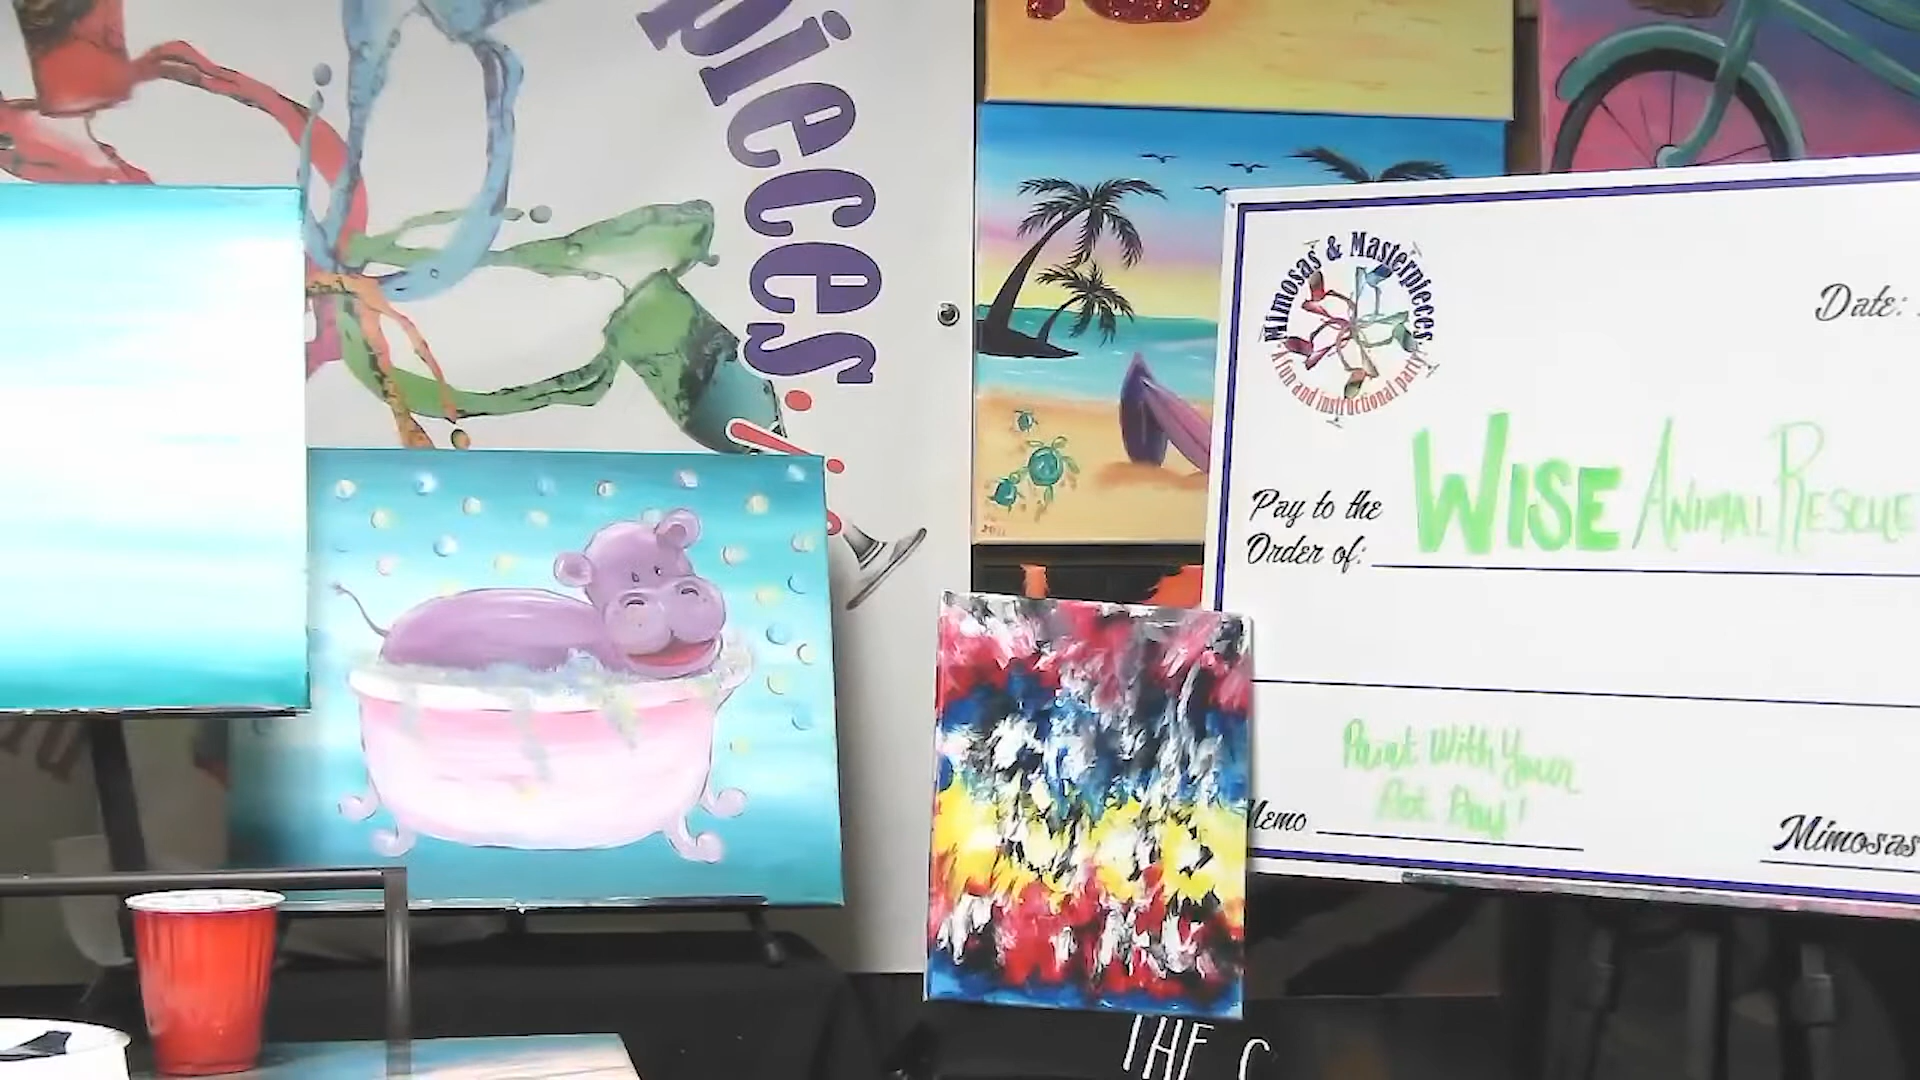 pieces
Mimosas & Masterpieces
A fun and instructional party
Date:
Pay to the
Order of:
WISE ANIMAL RESCUE
Paint With Your
Pet Day!
Memo
Mimosas
THE